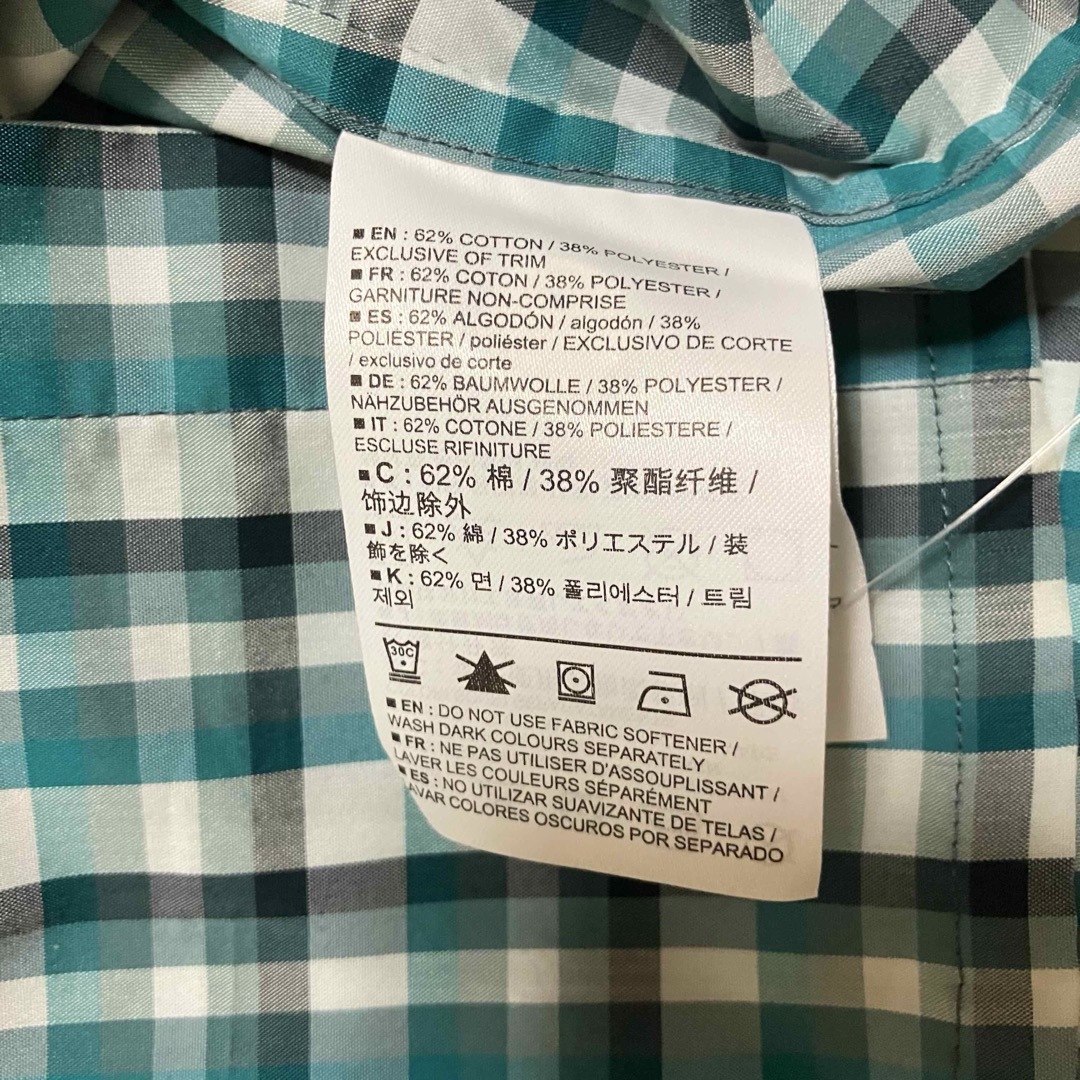 ■ EN : 62% COTTON / 38% POLYESTER /
EXCLUSIVE OF TRIM
■ FR : 62% COTON / 38% POLYESTER /
GARNITURE NON-COMPRISE
■ ES : 62% ALGODÓN / algodón / 38%
POLIÉSTER / poliéster / EXCLUSIVO DE CORTE
/ exclusivo de corte
■ DE : 62% BAUMWOLLE / 38% POLYESTER /
NÄHZUBEHÖR AUSGENOMMEN
■ IT : 62% COTONE / 38% POLIESTERE /
ESCLUSE RIFINITURE
■ C : 62% 棉 / 38% 聚酯纤维 /
饰边除外
■ J : 62% 綿 / 38% ポリエステル / 装
飾を除く
■ K : 62% 면 / 38% 폴리에스터 / 트림
제외
30C
■ EN : DO NOT USE FABRIC SOFTENER /
WASH DARK COLOURS SEPARATELY
■ FR : NE PAS UTILISER D'ASSOUPLISSANT /
LAVER LES COULEURS SÉPARÉMENT
■ ES : NO UTILIZAR SUAVIZANTE DE TELAS /
LAVAR COLORES OSCUROS POR SEPARADO